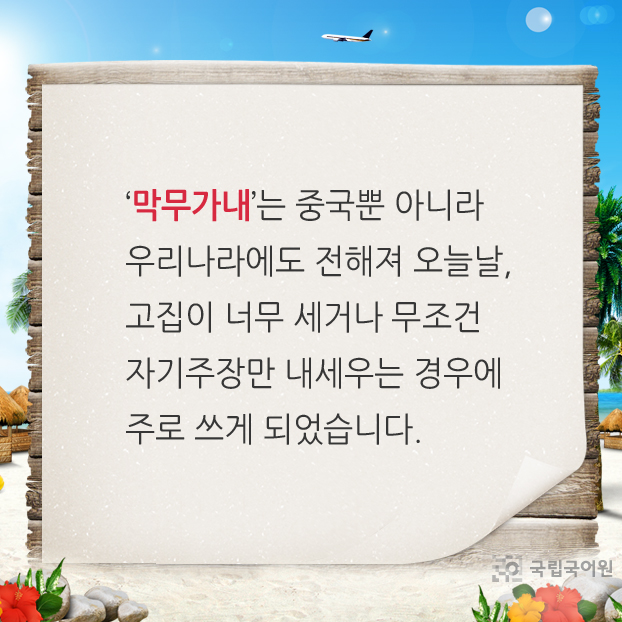 ‘막무가내’는 중국뿐 아니라
우리나라에도 전해져 오늘날,
고집이 너무 세거나 무조건
자기주장만 내세우는 경우에
주로 쓰게 되었습니다.
국립국어원